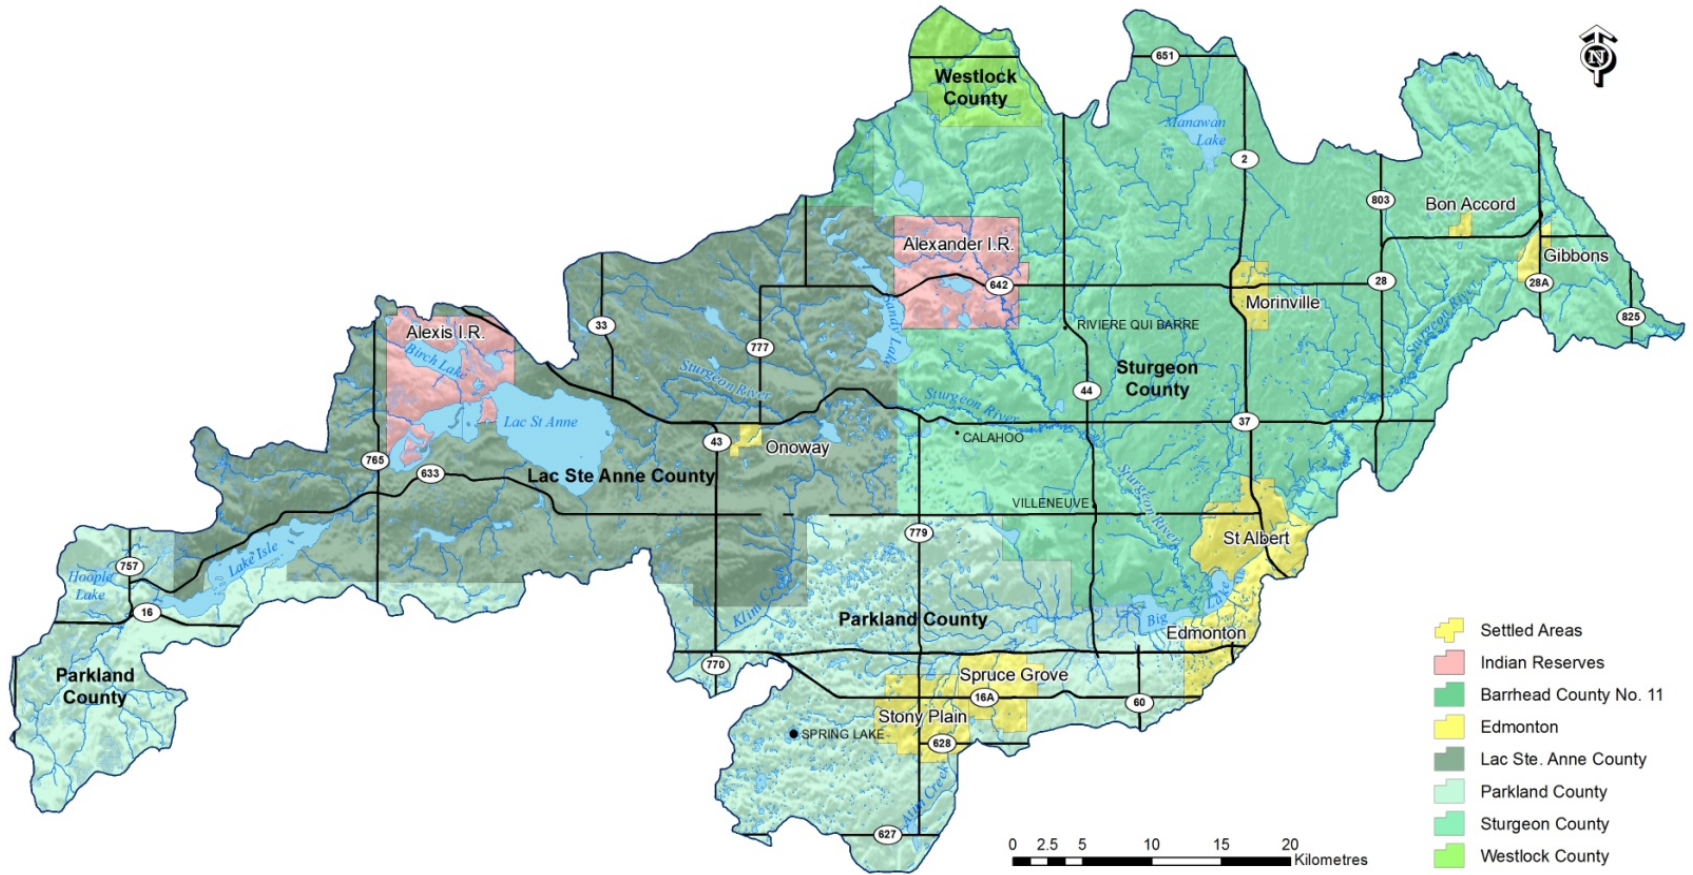 N
651
Westlock
County
Manawan
Lake
2
803
Bon Accord
Alexander I.R.
Gibbons
642
28
28A
Morinville
825
Alexis I.R.
33
RIVIERE QUI BARRE
Sandy Lake
Sturgeon River
777
Birch Lake
Sturgeon River
Sturgeon
County
44
Sturgeon River
Lac St Anne
37
43
CALAHOO
Onoway
765
633
Lac Ste Anne County
Sturgeon River
VILLENEUVE
779
St Albert
Lake Isle
757
Hoople
Lake
16
Kilini Creek
Parkland County
Big Lake
Edmonton
770
Parkland
County
Spruce Grove
16A
60
Stony Plain
SPRING LAKE
628
Atim Creek
627
Settled Areas
Indian Reserves
Barrhead County No. 11
Edmonton
Lac Ste. Anne County
Parkland County
Sturgeon County
Westlock County
0 2.5 5 10 15 20
Kilometres